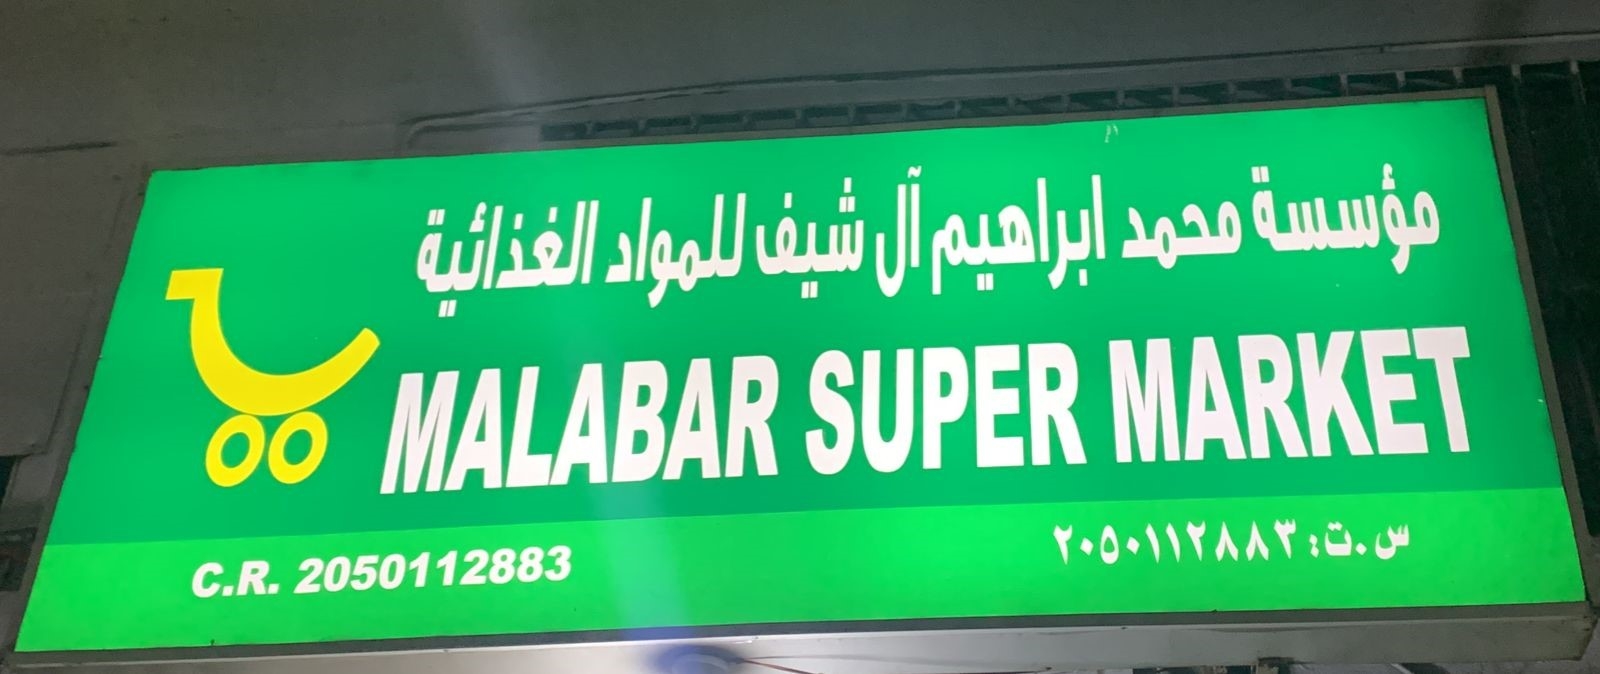 مؤسسة محمد ابراهيم آل شيف للمواد الغذائية
MALABAR SUPER MARKET
C.R. 2050112883
س.ت: ٢٠٥٠١١٢٨٨٣